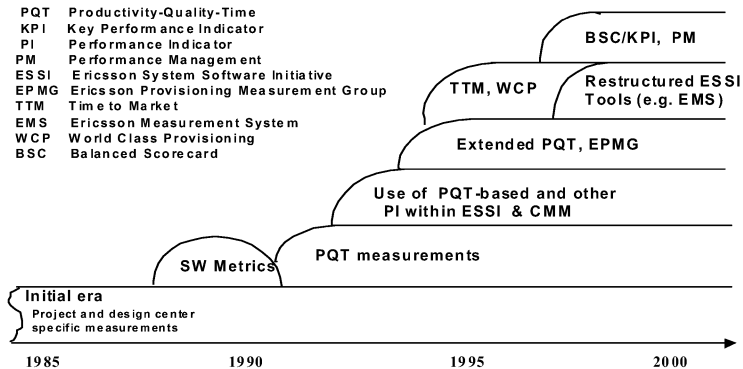 PQT Productivity-Quality-Time
KPI Key Performance Indicator
PI Performance Indicator
PM Performance Management
ESSI Ericsson System Software Initiative
EPMG Ericsson Provisioning Measurement Group
TTM Time to Market
EMS Ericsson Measurement System
WCP World Class Provisioning
BSC Balanced Scorecard
BSC/KPI, PM
TTM, WCP
Restructured ESSI
Tools (e.g. EMS)
Extended PQT, EPMG
Use of PQT-based and other
PI within ESSI & CMM
SW Metrics
PQT measurements
Initial era
Project and design center
specific measurements
1985 1990 1995 2000